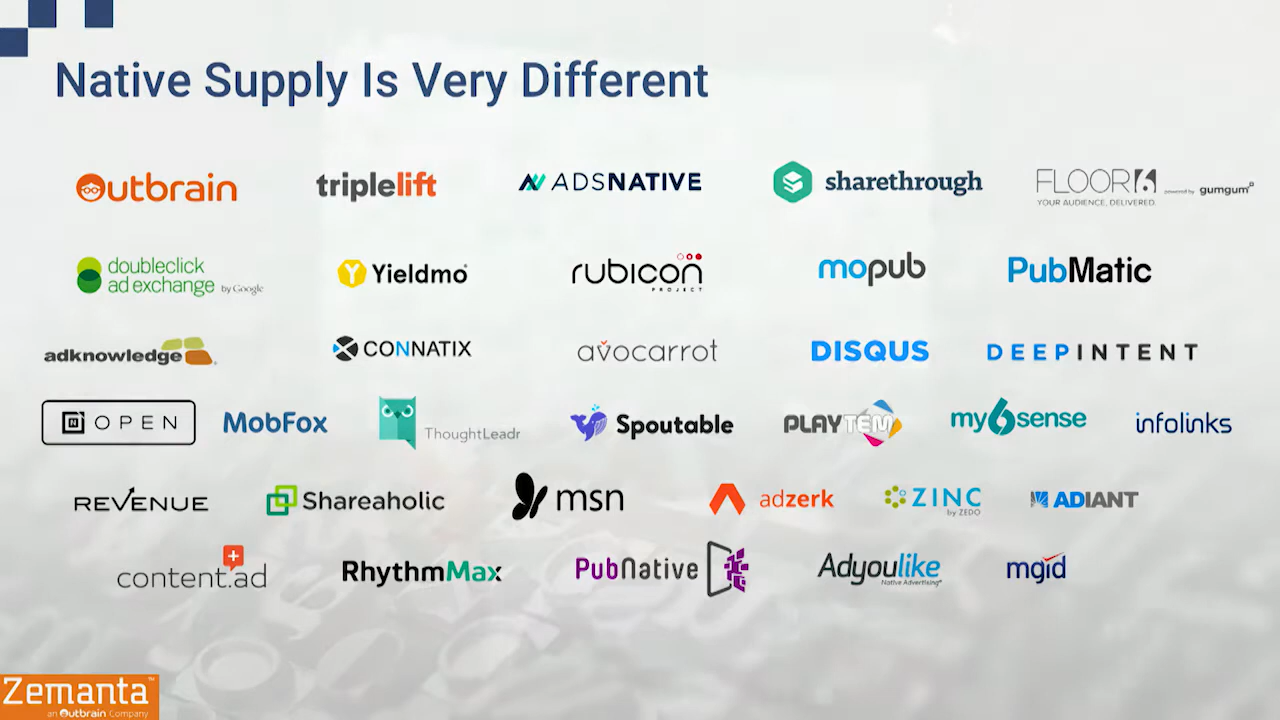 Native Supply Is Very Different
Outbrain
triplelift
ADSNATIVE
sharethrough
FLOOR6
YOUR AUDIENCE, DELIVERED.
powered by gumgum
doubleclick
ad exchange by Google
Yieldmo
rubicon
PROJECT
mopub
PubMatic
adknowledge
CONNATIX
avocarrot
DISQUS
DEEPINTENT
OPEN
MobFox
ThoughtLeadr
Spoutable
PLAYTEM
my6sense
infolinks
REVENUE
Shareaholic
msn
adzerk
ZINC
by ZEDO
ADIANT
content.ad
RhythmMax
PubNative
Adyoulike
Native Advertising
mgid
Zemanta™
an Outbrain Company